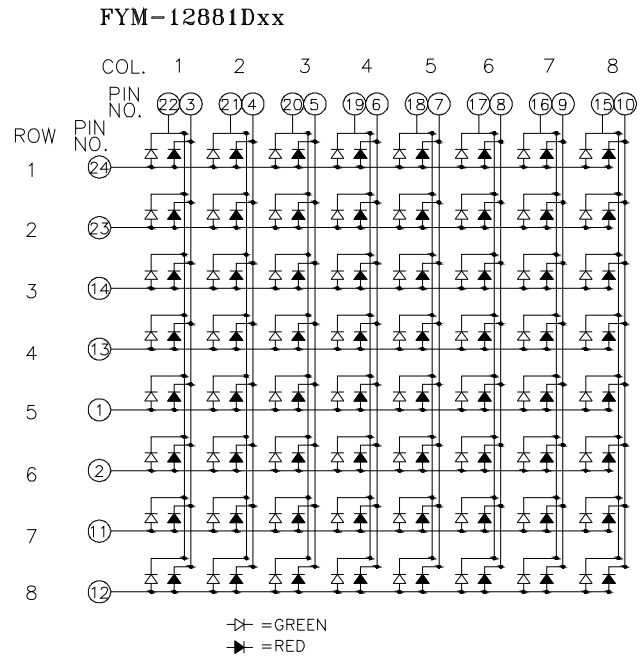 FYM-12881Dxx
COL. 1 2 3 4 5 6 7 8
PIN NO. 22 3 21 4 20 5 19 6 18 7 17 8 16 9 15 10
ROW PIN NO.
1 24
2 23
3 14
4 13
5 1
6 2
7 11
8 12
=GREEN
=RED